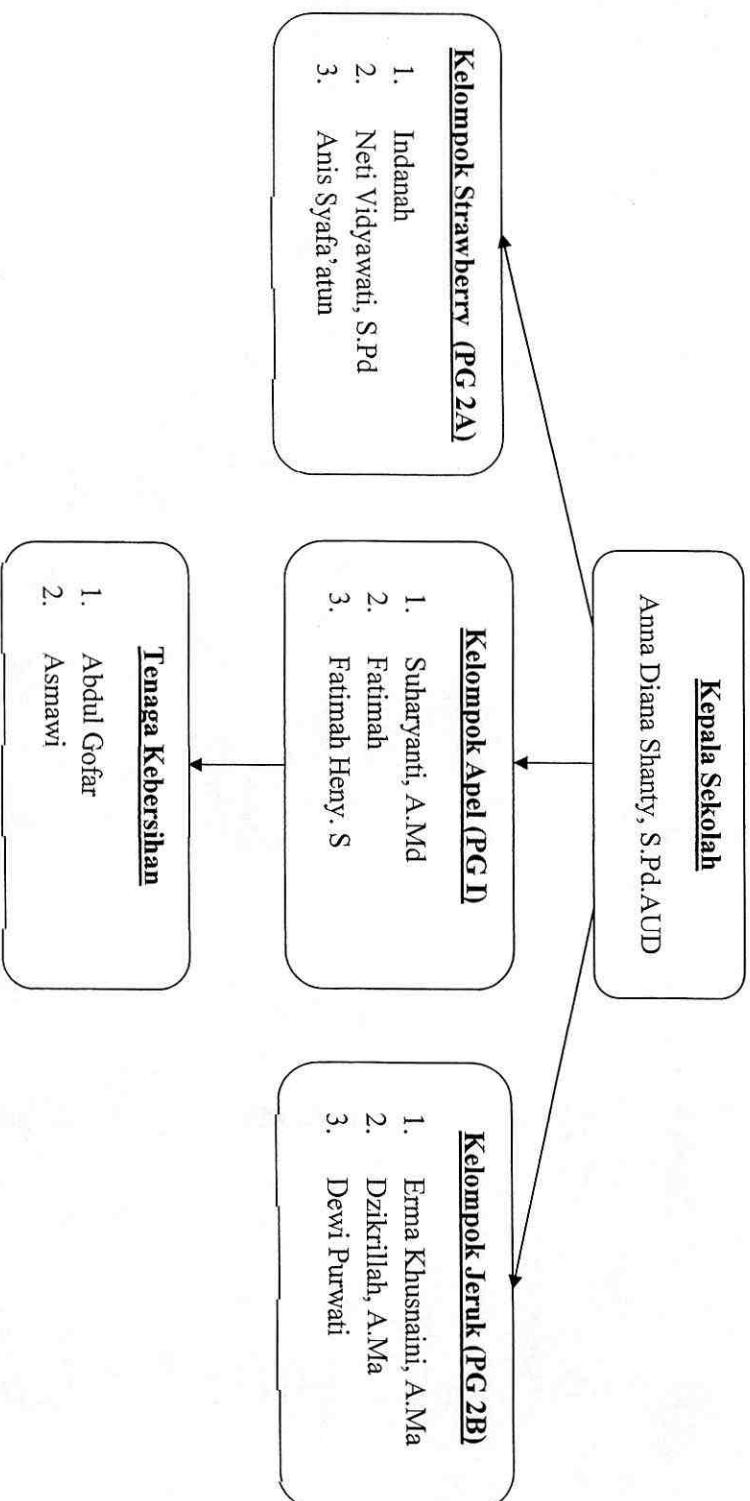 Kepala Sekolah
Anna Diana Shanty, S.Pd.AUD
Kelompok Strawberry (PG 2A)
1. Indanah
2. Neti Vidyawati, S.Pd
3. Anis Syafa'atun
Kelompok Apel (PG I)
1. Suharyanti, A.Md
2. Fatimah
3. Fatimah Heny. S
Kelompok Jeruk (PG 2B)
1. Erma Khusnaini, A.Ma
2. Dzikrillah, A.Ma
3. Dewi Purwati
Tenaga Kebersihan
1. Abdul Gofar
2. Asmawi